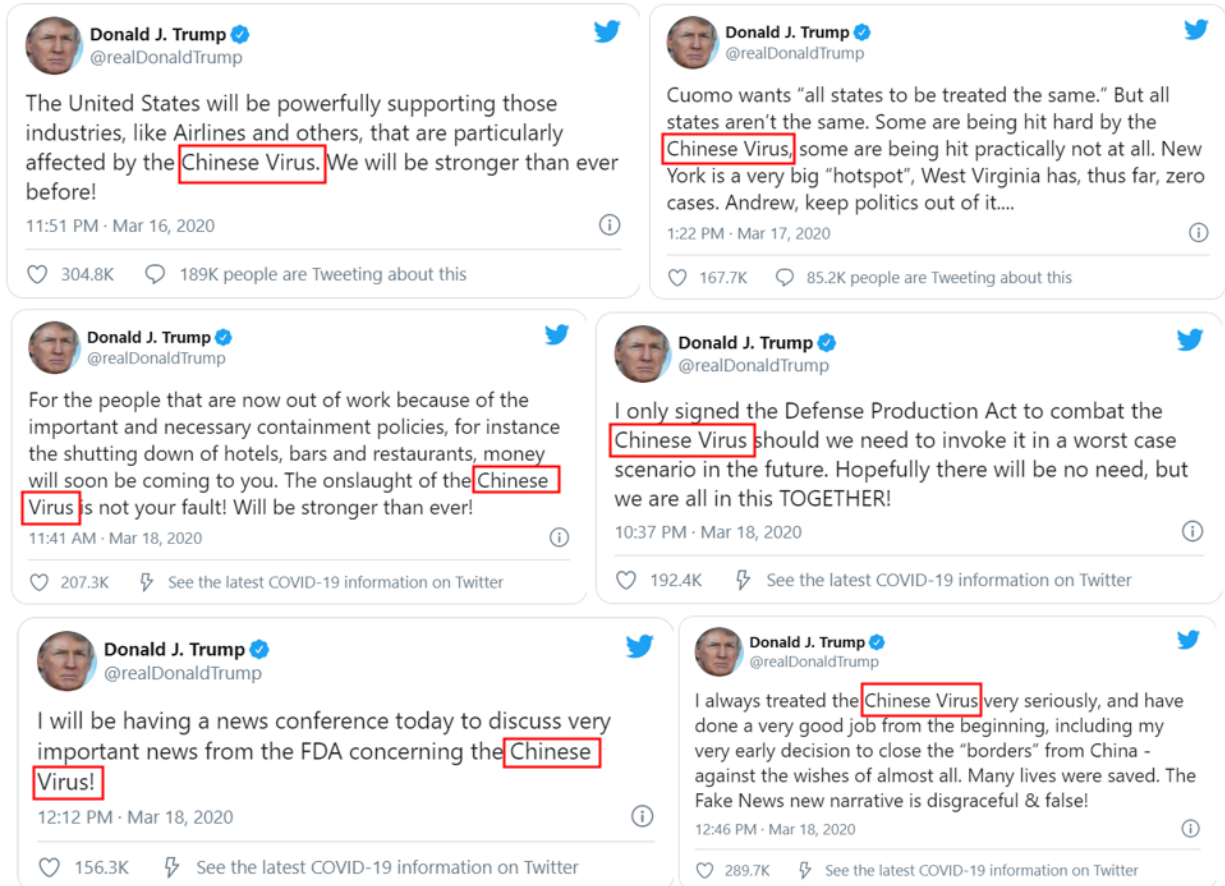 Donald J. Trump
@realDonaldTrump
The United States will be powerfully supporting those
industries, like Airlines and others, that are particularly
affected by the Chinese Virus. We will be stronger than ever
before!
11:51 PM · Mar 16, 2020
304.8K 189K people are Tweeting about this
Donald J. Trump
@realDonaldTrump
Cuomo wants “all states to be treated the same.” But all
states aren’t the same. Some are being hit hard by the
Chinese Virus, some are being hit practically not at all. New
York is a very big “hotspot”, West Virginia has, thus far, zero
cases. Andrew, keep politics out of it....
1:22 PM · Mar 17, 2020
167.7K 85.2K people are Tweeting about this
Donald J. Trump
@realDonaldTrump
For the people that are now out of work because of the
important and necessary containment policies, for instance
the shutting down of hotels, bars and restaurants, money
will soon be coming to you. The onslaught of the Chinese
Virus is not your fault! Will be stronger than ever!
11:41 AM · Mar 18, 2020
207.3K See the latest COVID-19 information on Twitter
Donald J. Trump
@realDonaldTrump
I only signed the Defense Production Act to combat the
Chinese Virus should we need to invoke it in a worst case
scenario in the future. Hopefully there will be no need, but
we are all in this TOGETHER!
10:37 PM · Mar 18, 2020
192.4K See the latest COVID-19 information on Twitter
Donald J. Trump
@realDonaldTrump
I will be having a news conference today to discuss very
important news from the FDA concerning the Chinese
Virus!
12:12 PM · Mar 18, 2020
156.3K See the latest COVID-19 information on Twitter
Donald J. Trump
@realDonaldTrump
I always treated the Chinese Virus very seriously, and have
done a very good job from the beginning, including my
very early decision to close the “borders” from China -
against the wishes of almost all. Many lives were saved. The
Fake News new narrative is disgraceful & false!
12:46 PM · Mar 18, 2020
289.7K See the latest COVID-19 information on Twitter